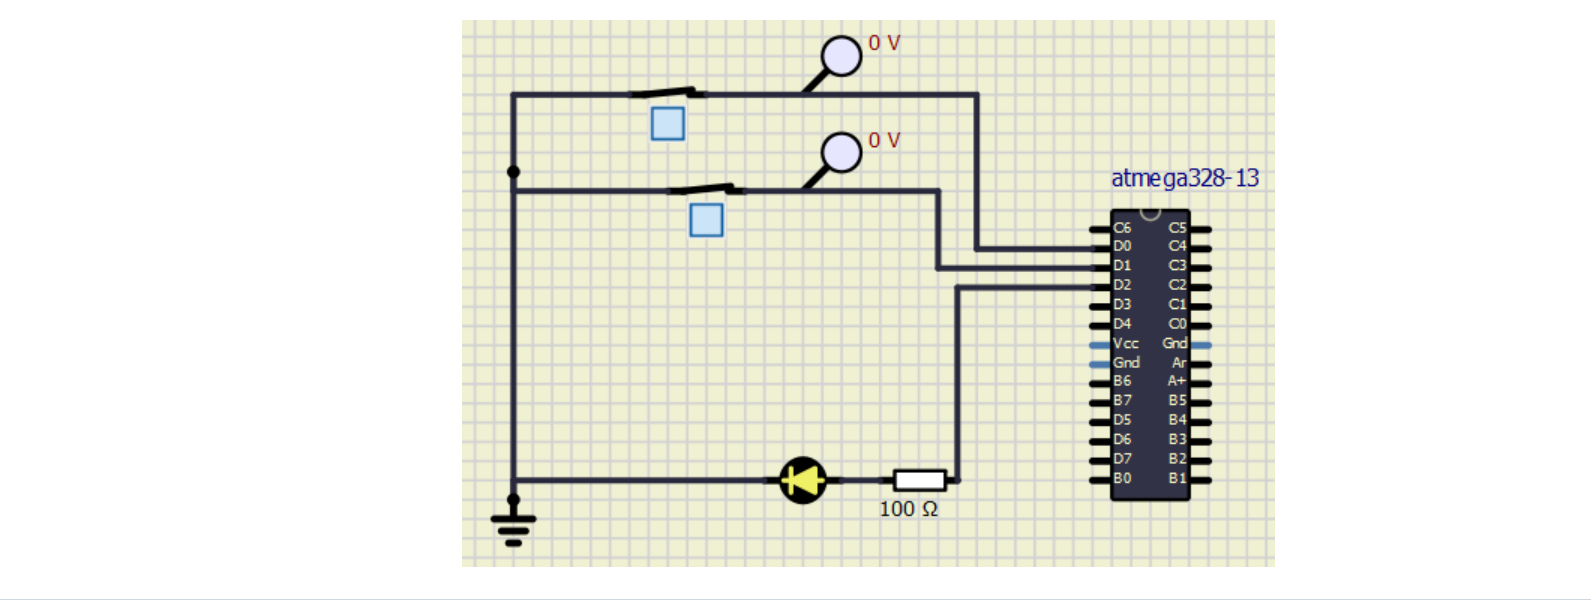 0 V
0 V
atmega328-13
C6 C5
D0 C4
D1 C3
D2 C2
D3 C1
D4 C0
Vcc Gnd
Gnd Ar
B6 A+
B7 B5
D5 B4
D6 B3
D7 B2
B0 B1
100 Ω